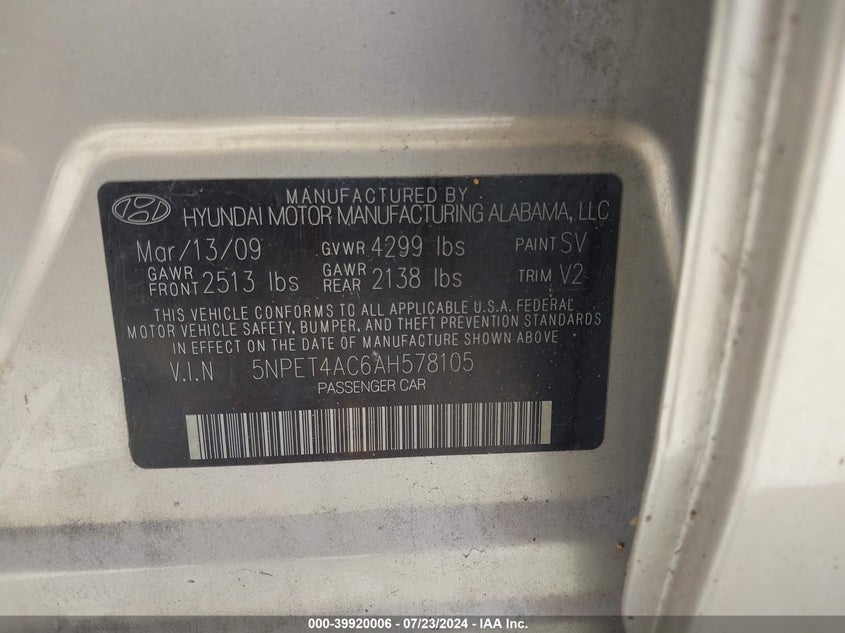 MANUFACTURED BY
HYUNDAI MOTOR MANUFACTURING ALABAMA, LLC
Mar/13/09 GVWR 4299 lbs PAINT SV
GAWR FRONT 2513 lbs GAWR REAR 2138 lbs TRIM V2
THIS VEHICLE CONFORMS TO ALL APPLICABLE U.S.A. FEDERAL
MOTOR VEHICLE SAFETY, BUMPER, AND THEFT PREVENTION STANDARDS
IN EFFECT ON THE DATE OF MANUFACTURE SHOWN ABOVE
V.I.N 5NPET4AC6AH578105
PASSENGER CAR
000-39920006 - 07/23/2024 - IAA Inc.